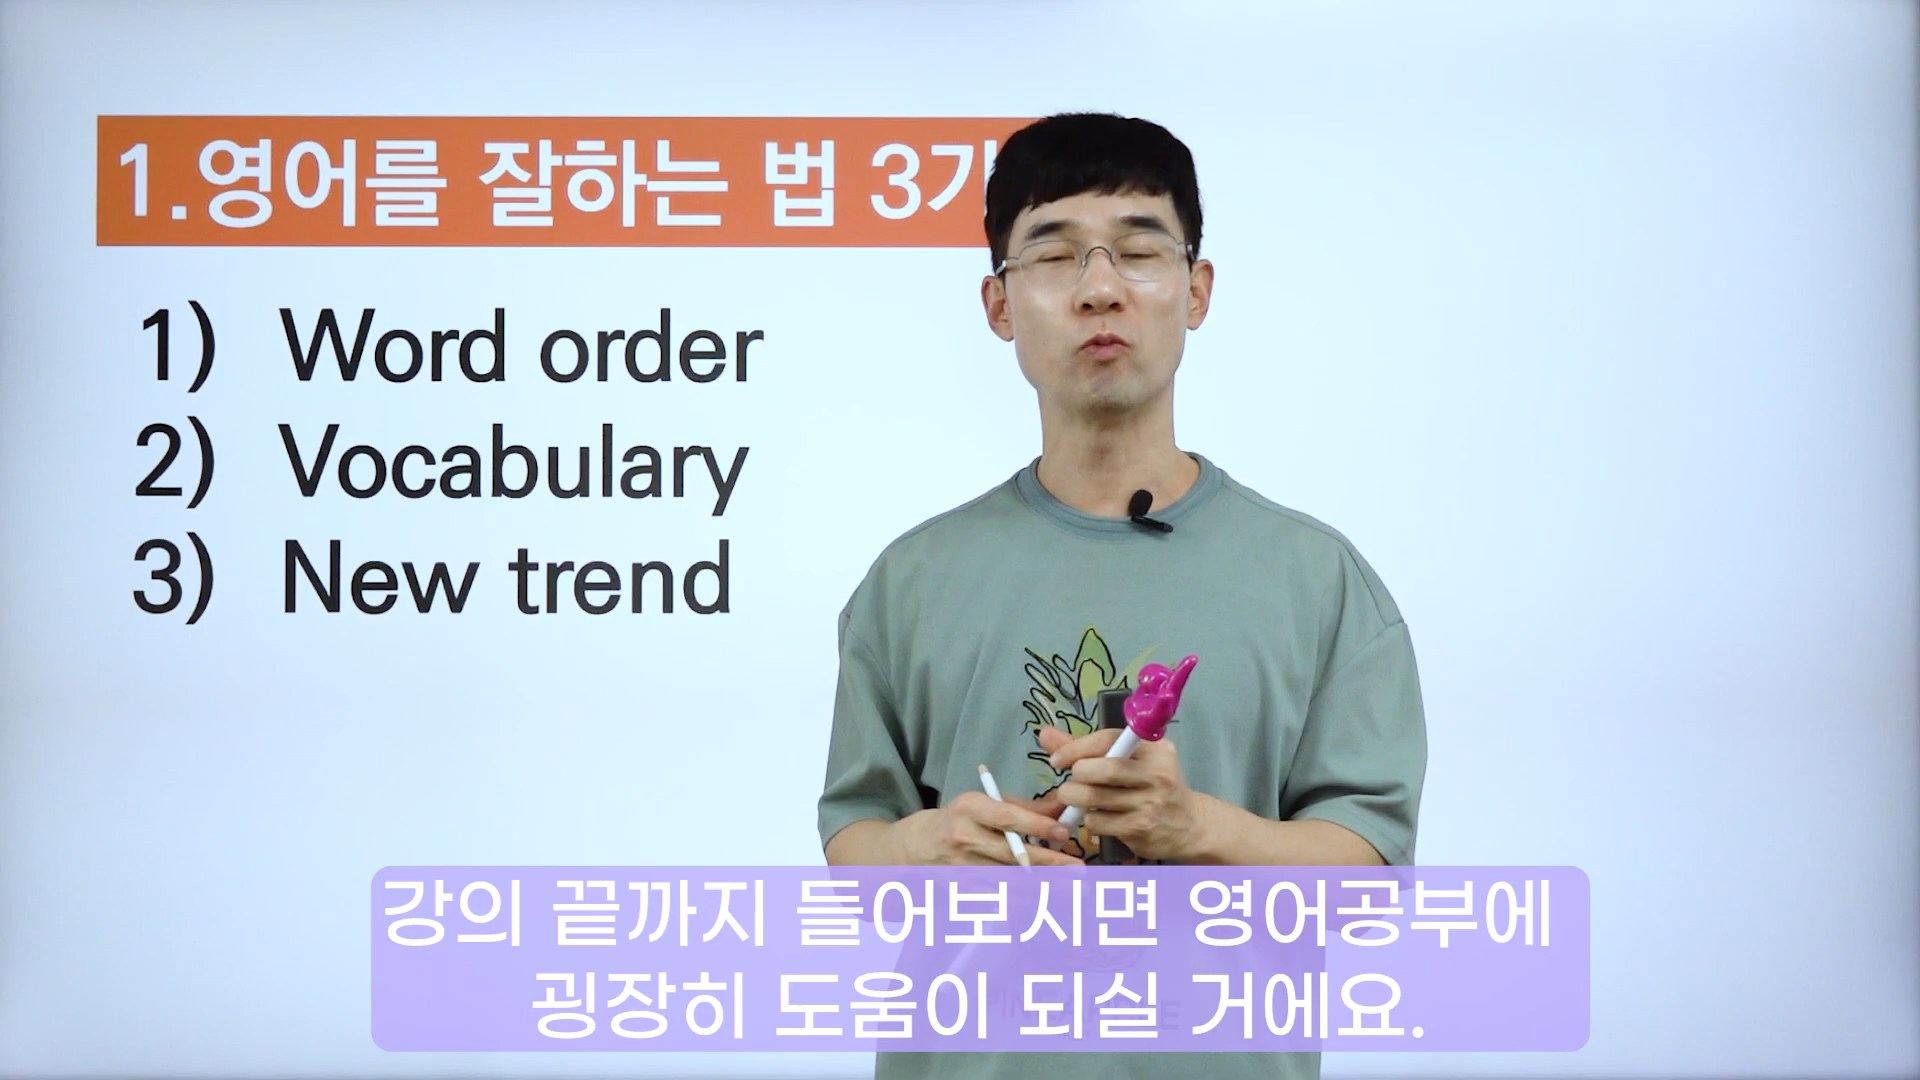 1.영어를 잘하는 법 3가
1) Word order
2) Vocabulary
3) New trend
강의 끝까지 들어보시면 영어공부에
굉장히 도움이 되실 거에요.